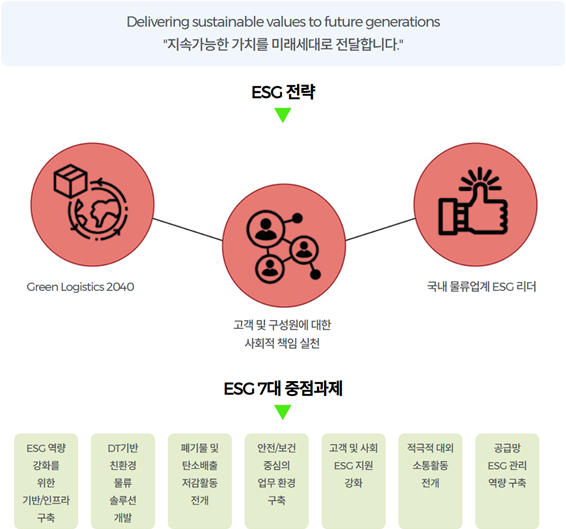 Delivering sustainable values to future generations
"지속가능한 가치를 미래세대로 전달합니다."
ESG 전략
Green Logistics 2040
고객 및 구성원에 대한
사회적 책임 실천
국내 물류업계 ESG 리더
ESG 7대 중점과제
ESG 역량
강화를
위한
기반/인프라
구축
DT기반
친환경
물류
솔루션
개발
폐기물 및
탄소배출
저감활동
전개
안전/보건
중심의
업무 환경
구축
고객 및 사회
ESG 지원
강화
적극적 대외
소통활동
전개
공급망
ESG 관리
역량 구축